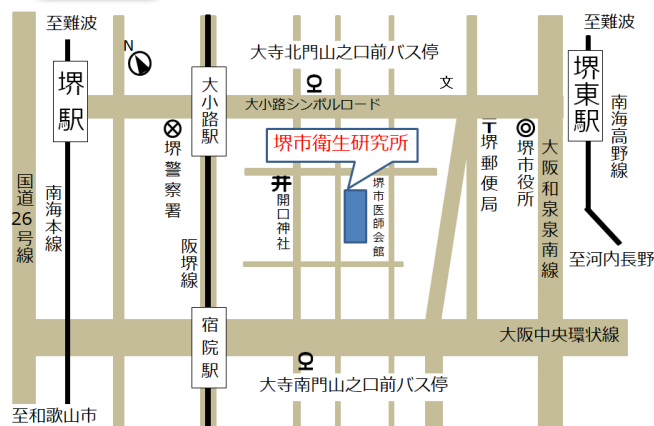 至難波
至難波
N
大寺北門山之口前バス停
文
堺駅
大小路駅
堺東駅
大小路シンボルロード
南海高野線
堺市衛生研究所
堺警察署
堺郵便局
堺市役所
大阪和泉泉南線
国道26号線
南海本線
阪堺線
開口神社
堺市医師会館
至河内長野
宿院駅
大阪中央環状線
大寺南門山之口前バス停
至和歌山市